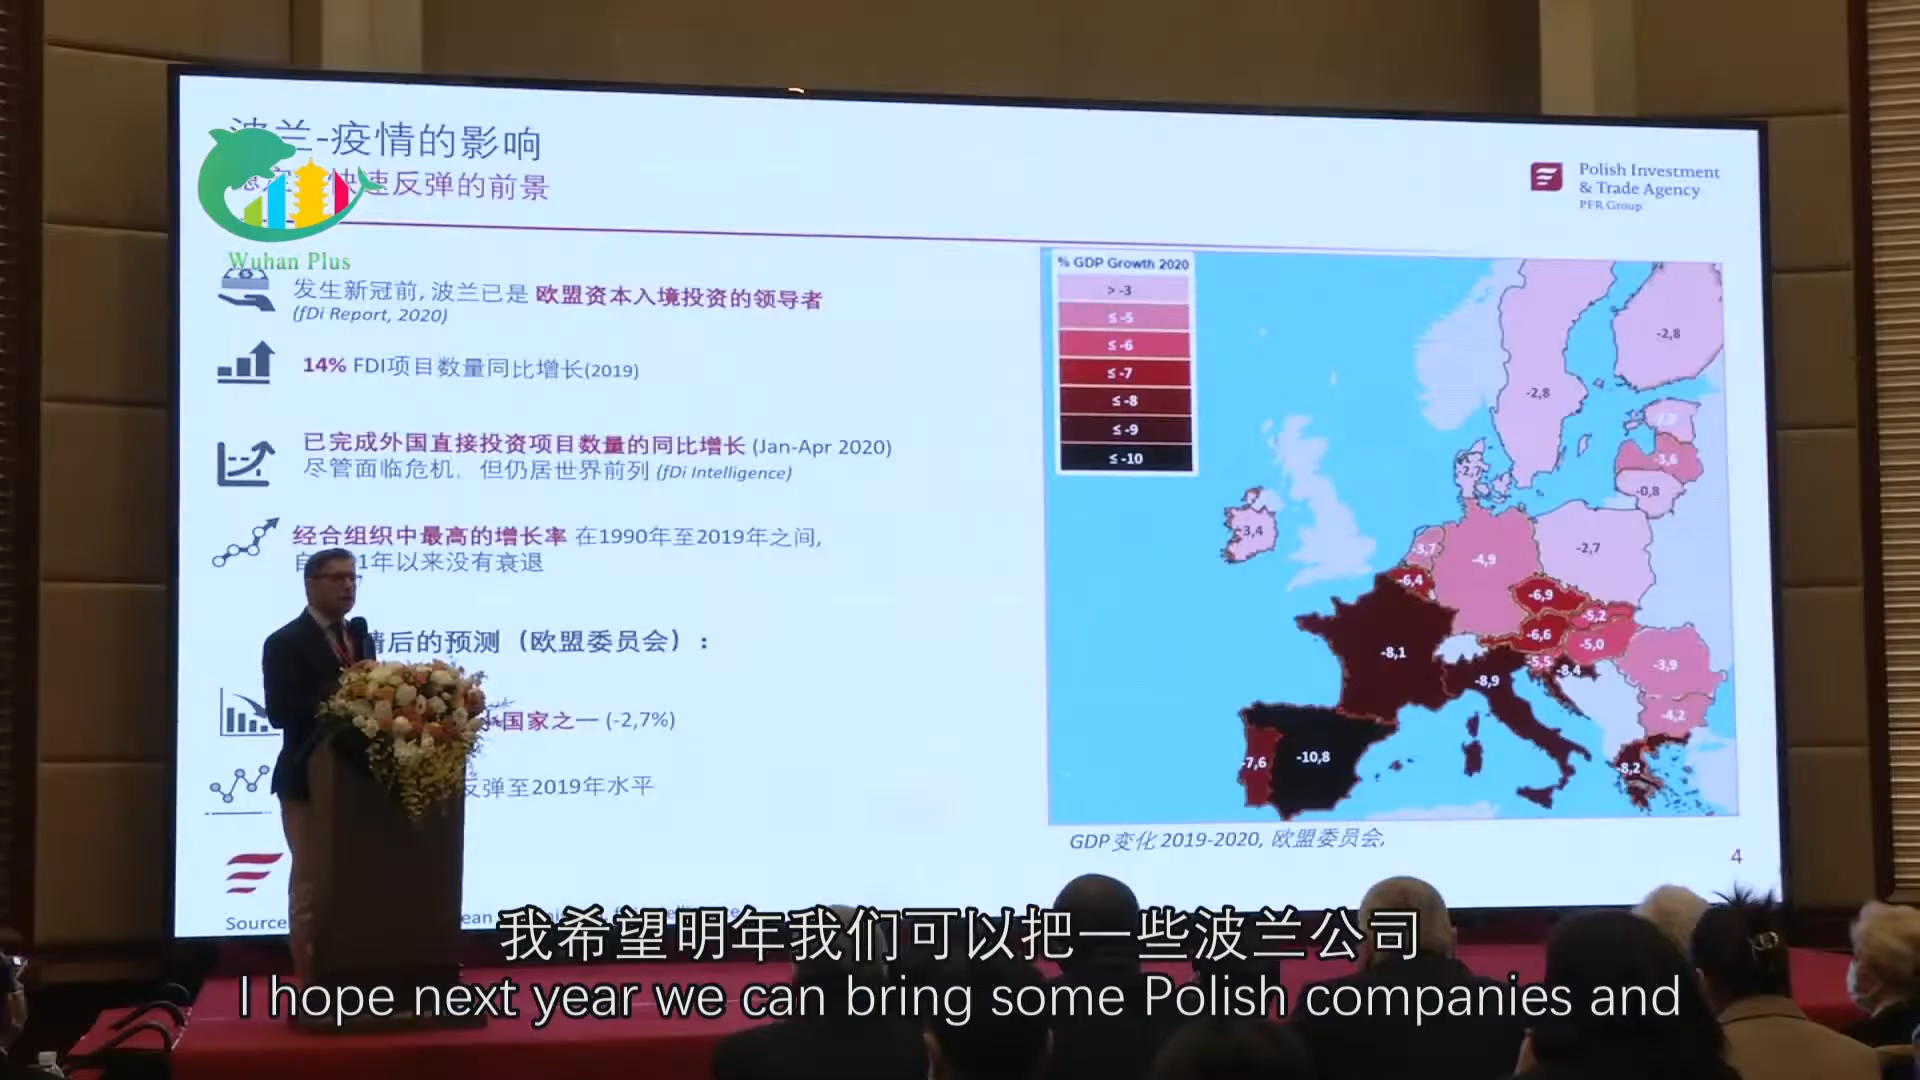 兰-疫情的影响
快速反弹的前景
Wuhan Plus
Polish Investment
& Trade Agency
PFR Group
发生新冠前, 波兰已是 欧盟资本入境投资的领导者
(fDi Report, 2020)
14% FDI项目数量同比增长(2019)
已完成外国直接投资项目数量的同比增长 (Jan-Apr 2020)
尽管面临危机, 但仍居世界前列 (fDi Intelligence)
经合组织中最高的增长率 在1990年至2019年之间,
自 1年以来没有衰退
情后的预测（欧盟委员会）:
国家之一 (-2,7%)
反弹至2019年水平
Source
% GDP Growth 2020
> -3
≤ -5
≤ -6
≤ -7
≤ -8
≤ -9
≤ -10
-2,8
-2,8
-3,6
-2,7
-0,8
-3,4
-2,7
-3,7
-4,9
-6,4
-6,9
-5,2
-6,6
-5,0
-8,1
-5,5
-8,4
-3,9
-8,9
-4,2
-7,6
-10,8
-8,2
GDP变化 2019-2020, 欧盟委员会,
4
我希望明年我们可以把一些波兰公司
I hope next year we can bring some Polish companies and